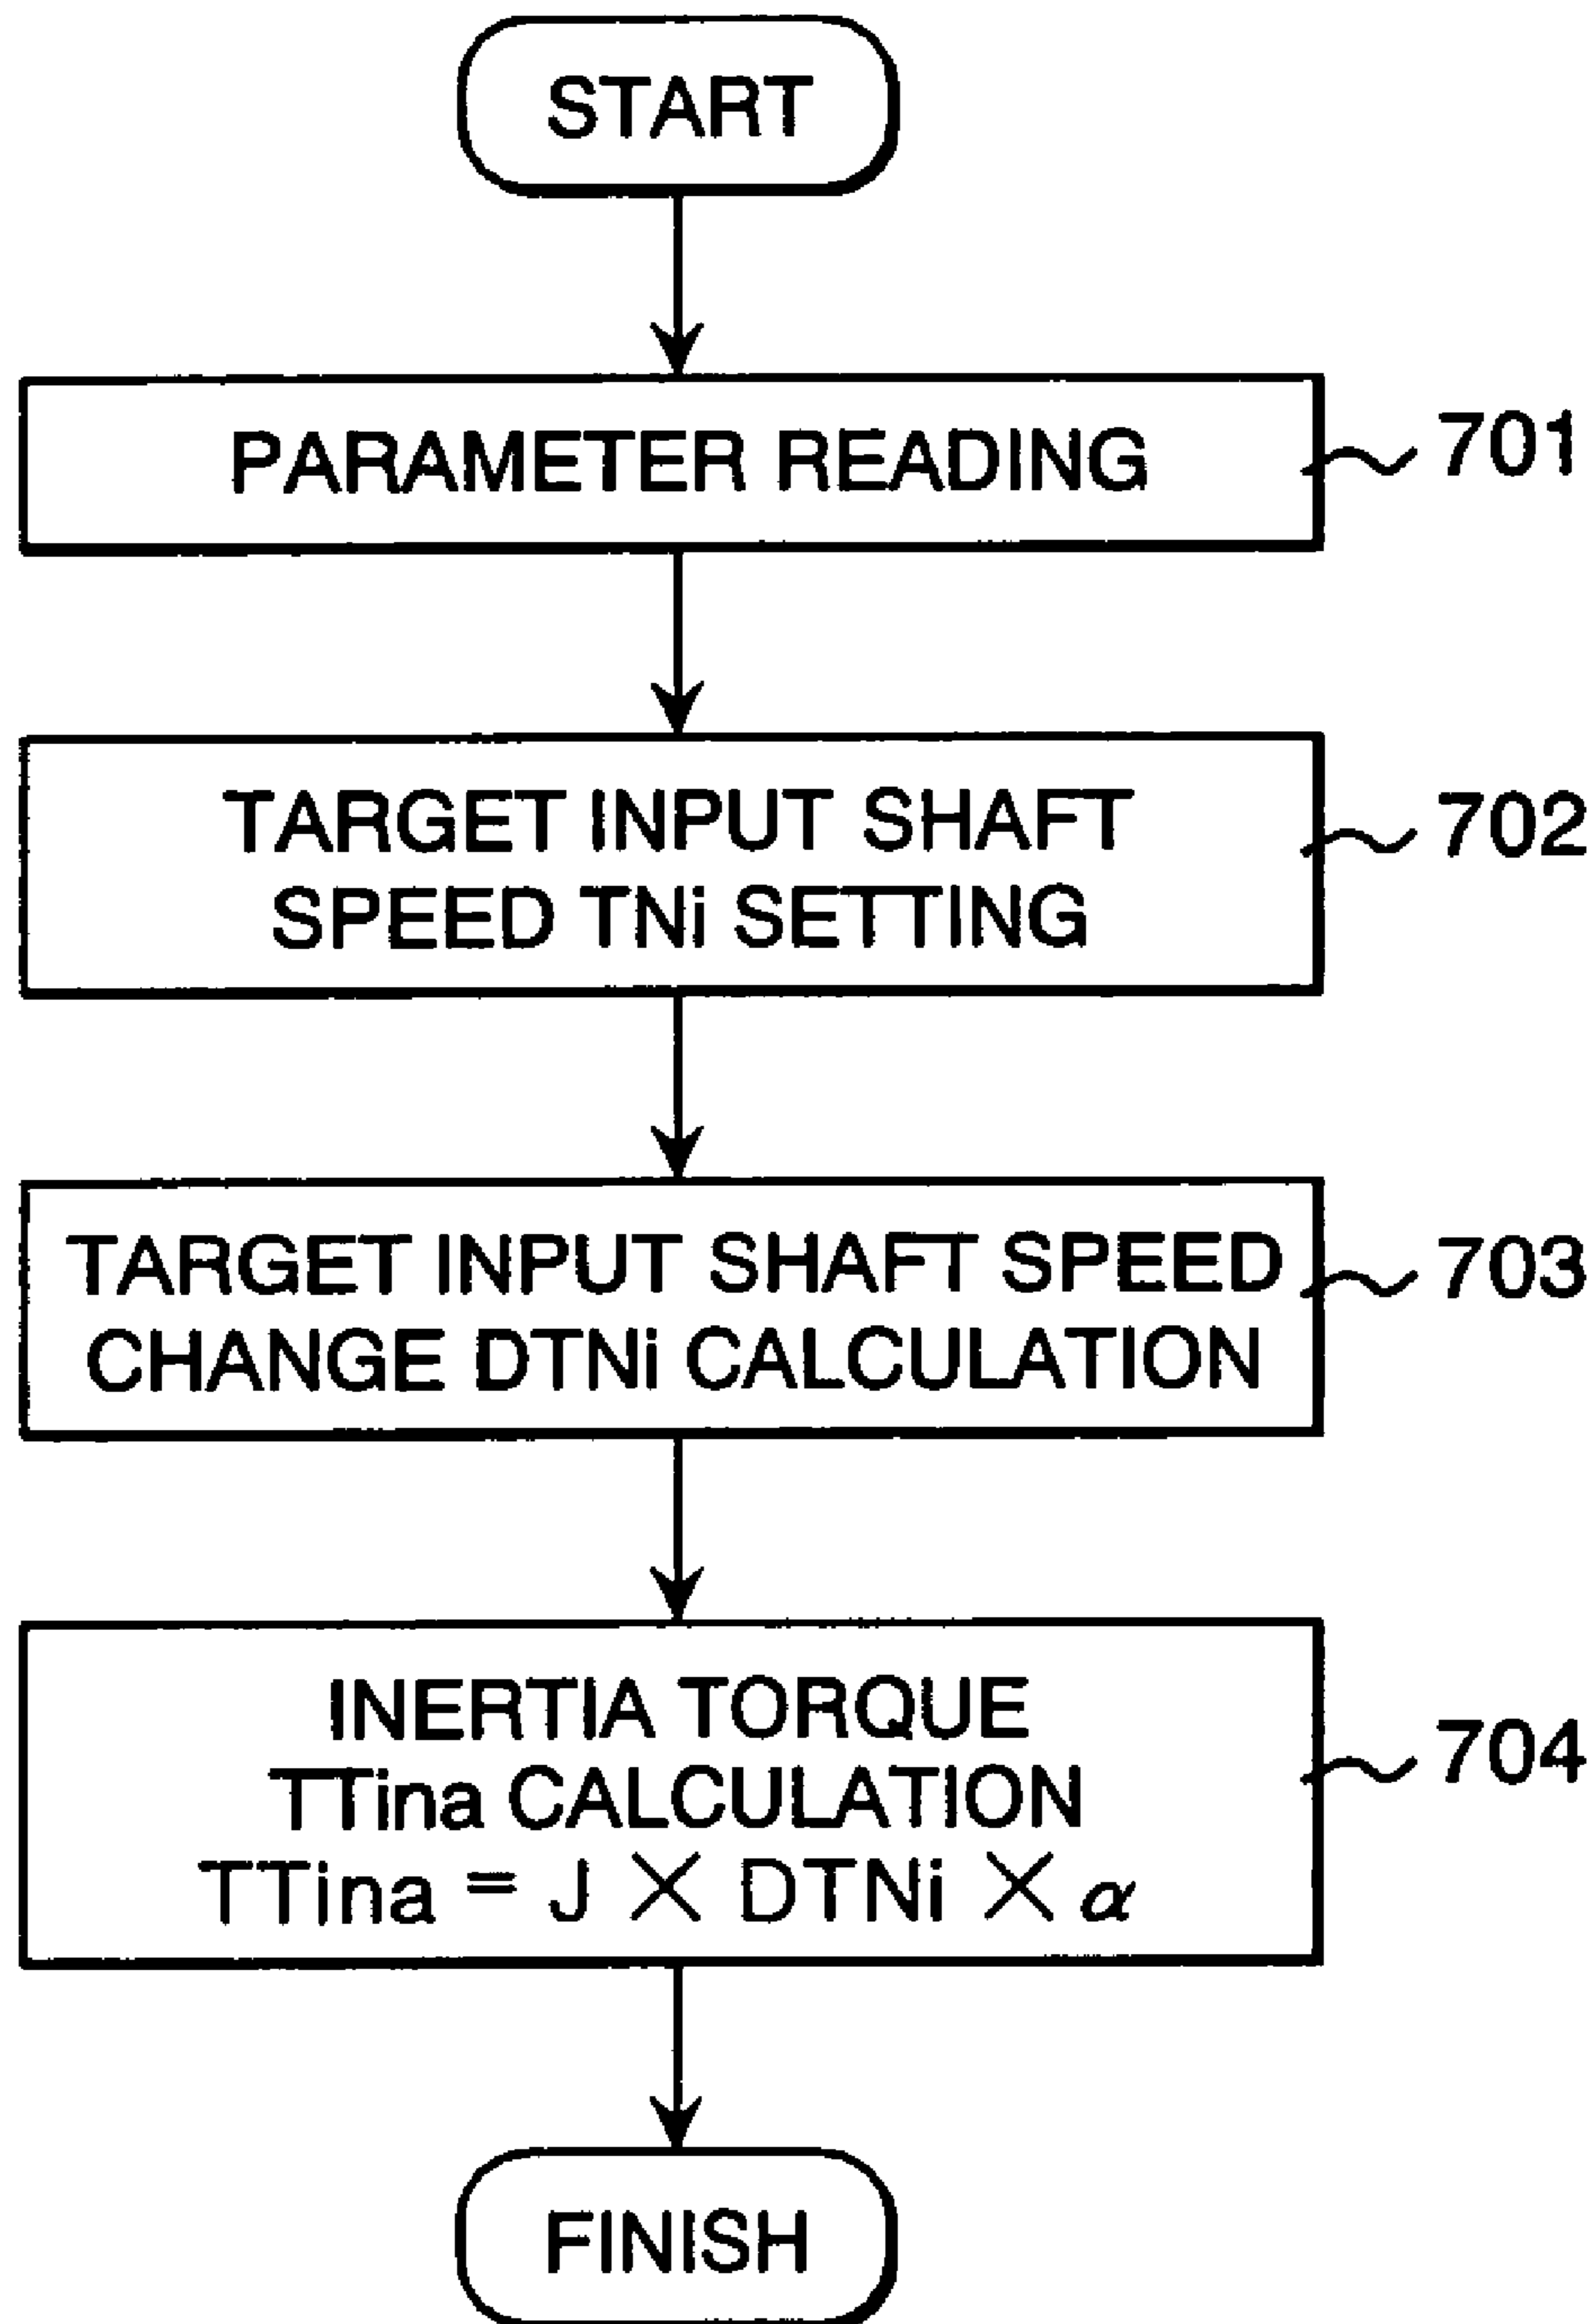 START
PARAMETER READING
701
TARGET INPUT SHAFT
SPEED TNi SETTING
702
TARGET INPUT SHAFT SPEED
CHANGE DTNi CALCULATION
703
INERTIA TORQUE
TTina CALCULATION
TTina = J × DTNi × α
704
FINISH